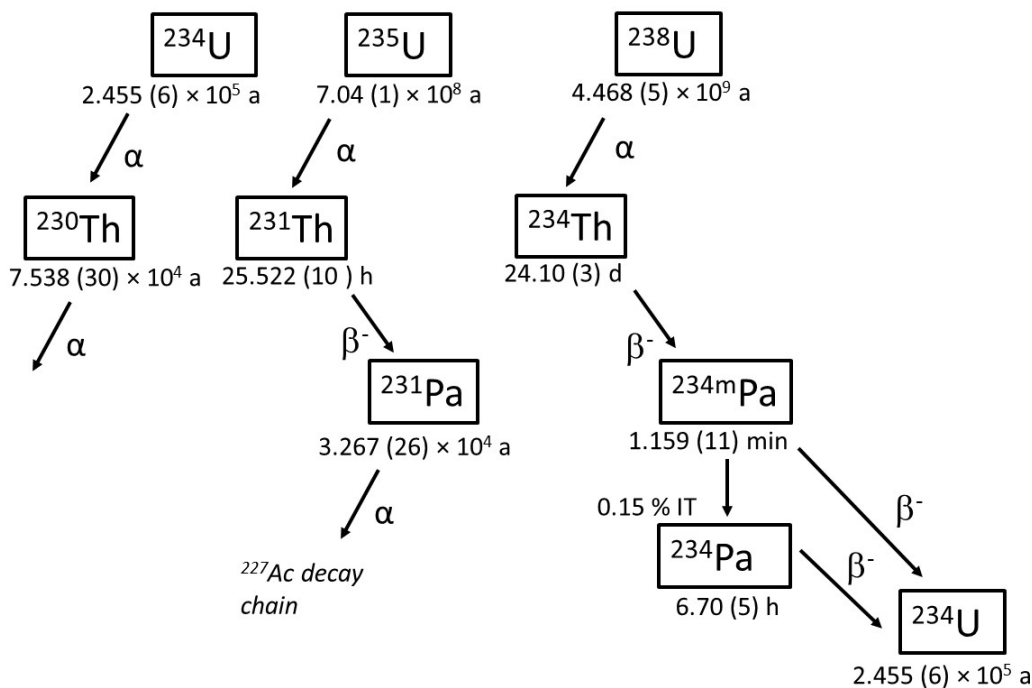 ²³⁴U
²³⁵U
²³⁸U
2.455 (6) × 10⁵ a
7.04 (1) × 10⁸ a
4.468 (5) × 10⁹ a
α
α
α
²³⁰Th
²³¹Th
²³⁴Th
7.538 (30) × 10⁴ a
25.522 (10 ) h
24.10 (3) d
α
β⁻
β⁻
²³¹Pa
²³⁴ᵐPa
3.267 (26) × 10⁴ a
1.159 (11) min
α
0.15 % IT
β⁻
²³⁴Pa
β⁻
²²⁷Ac decay
chain
6.70 (5) h
²³⁴U
2.455 (6) × 10⁵ a